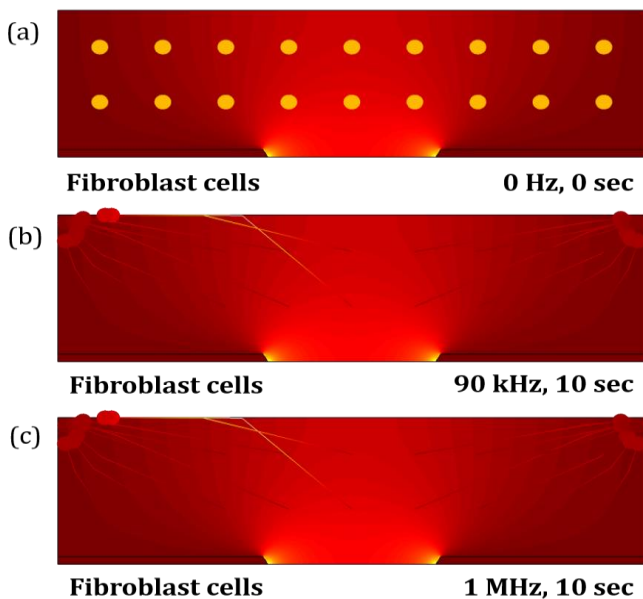 (a)
Fibroblast cells 0 Hz, 0 sec
(b)
Fibroblast cells 90 kHz, 10 sec
(c)
Fibroblast cells 1 MHz, 10 sec